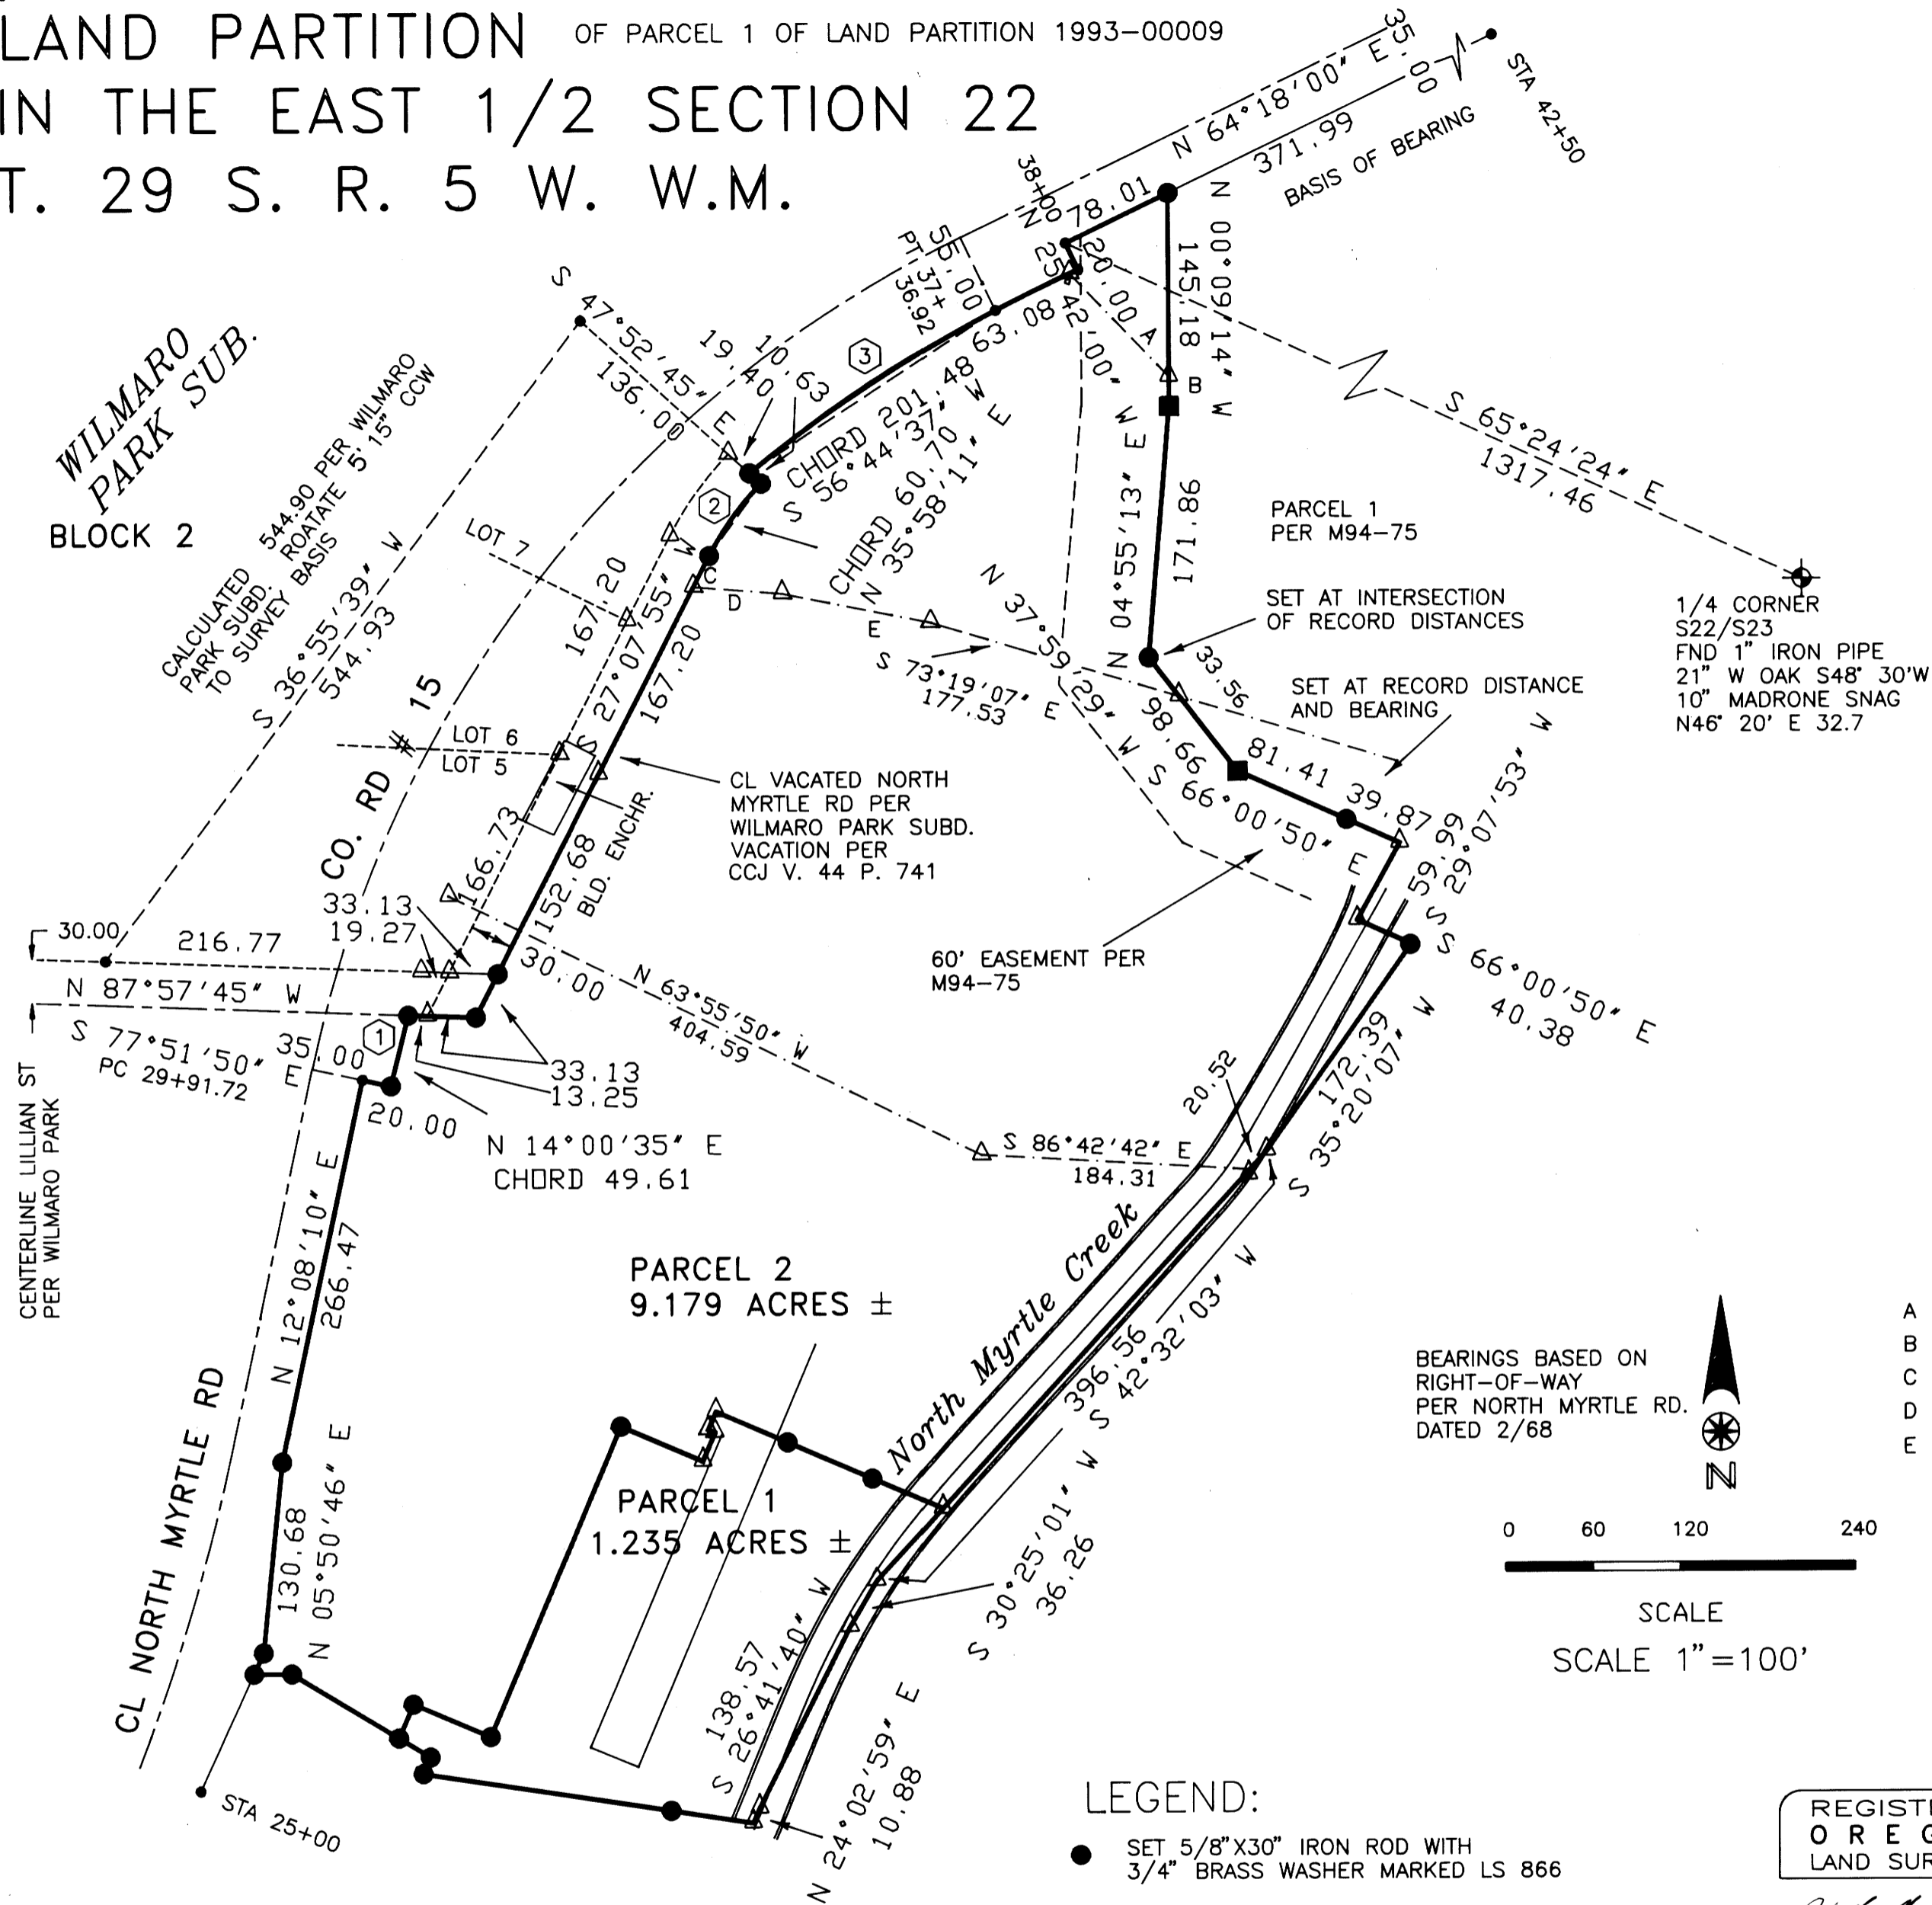 LAND PARTITION OF PARCEL 1 OF LAND PARTITION 1993-00009
IN THE EAST 1/2 SECTION 22
T. 29 S. R. 5 W. W.M.
N 64°18'00" E
35.00
371.99
BASIS OF BEARING
STA 42+50
38+00
78.01
N 25°42'00" W
20.00
A
N 00°09'14" W
145.18
B
55.00
PT. 37+
36.92
63.08
3
CHORD 201.48
S 56°44'37" W
CHORD 60.70
N 35°58'11" E
S 47°52'45" E
136.00
19.40
10.63
2
WILMARO
PARK SUB.
BLOCK 2
CALCULATED 544.90 PER WILMARO
PARK SUBD. ROATATE 5' 15" CCW
TO SURVEY BASIS
S 36°55'39" W
544.93
LOT 7
167.20
S 27°07'55" W
167.20
C
D
E
S 73°19'07" E
177.53
N 37°59'29" W
98.66
33.56
N 04°55'13" E
171.86
PARCEL 1
PER M94-75
S 65°24'24" E
1317.46
1/4 CORNER
S22/S23
FND 1" IRON PIPE
21" W OAK S48° 30'W
10" MADRONE SNAG
N46° 20' E 32.7
SET AT INTERSECTION
OF RECORD DISTANCES
SET AT RECORD DISTANCE
AND BEARING
81.41
39.87
S 66°00'50" E
59.99
S 29°07'53" W
S 66°00'50" E
40.38
CO. RD # 15
LOT 6
LOT 5
166.73
152.68
BLD. ENCHR.
CL VACATED NORTH
MYRTLE RD PER
WILMARO PARK SUBD.
VACATION PER
CCJ V. 44 P. 741
60' EASEMENT PER
M94-75
30.00
216.77
33.13
19.27
30.00
N 87°57'45" W
N 63°55'50" W
404.59
S 77°51'50" E
PC 29+91.72
35.00
1
33.13
13.25
20.00
N 14°00'35" E
CHORD 49.61
CENTERLINE LILLIAN ST
PER WILMARO PARK
S 86°42'42" E
184.31
20.52
172.39
S 35°20'07" W
N 12°08'10" E
266.47
PARCEL 2
9.179 ACRES ±
North Myrtle Creek
396.56
S 42°32'03" W
BEARINGS BASED ON
RIGHT-OF-WAY
PER NORTH MYRTLE RD.
DATED 2/68
N
A
B
C
D
E
CL NORTH MYRTLE RD
130.68
N 05°50'46" E
PARCEL 1
1.235 ACRES ±
S 30°25'01" W
36.26
138.57
S 26°41'40" W
N 24°02'59" E
10.88
0 60 120 240
SCALE
SCALE 1"=100'
STA 25+00
LEGEND:
SET 5/8"X30" IRON ROD WITH
3/4" BRASS WASHER MARKED LS 866
REGISTE
O R E G
LAND SUR